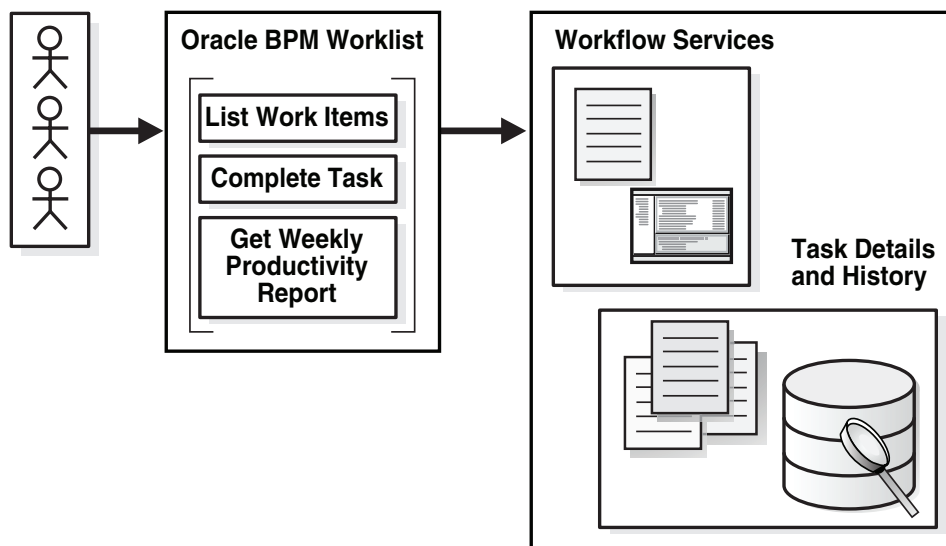 Oracle BPM Worklist
List Work Items
Complete Task
Get Weekly
Productivity
Report
Workflow Services
Task Details
and History